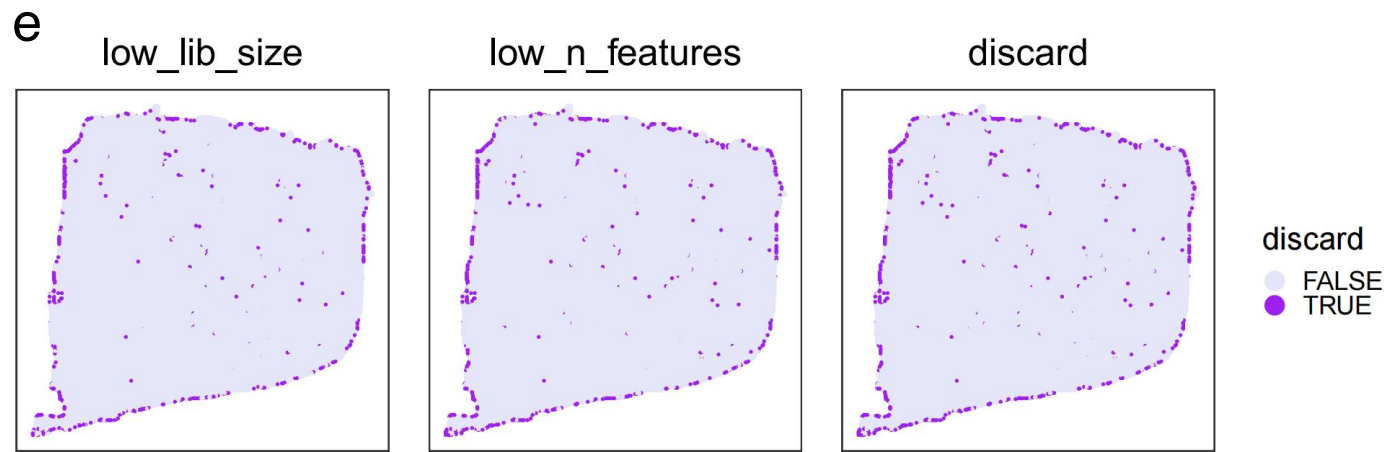 e
low_lib_size
low_n_features
discard
discard
FALSE
TRUE